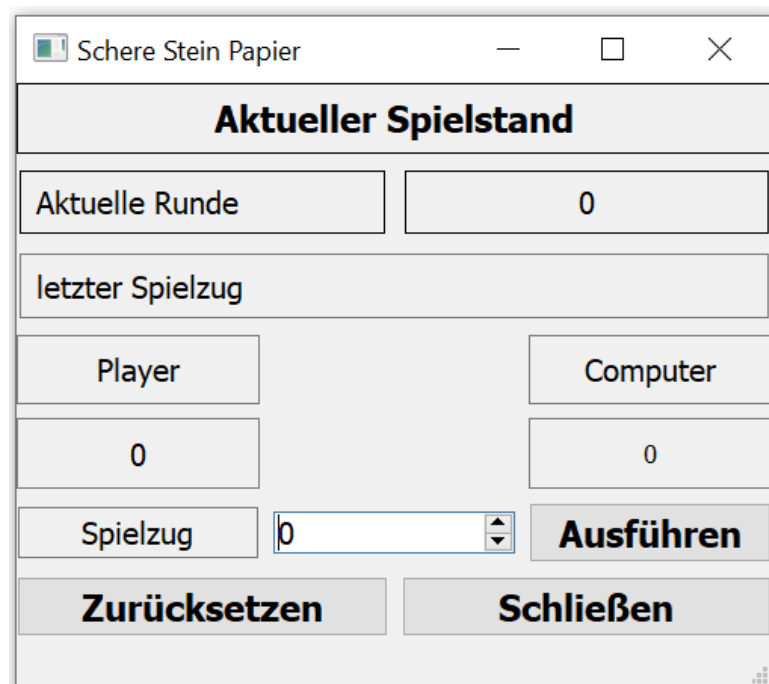 Schere Stein Papier
Aktueller Spielstand
Aktuelle Runde 0
letzter Spielzug
Player Computer
0 0
Spielzug 0 Ausführen
Zurücksetzen Schließen